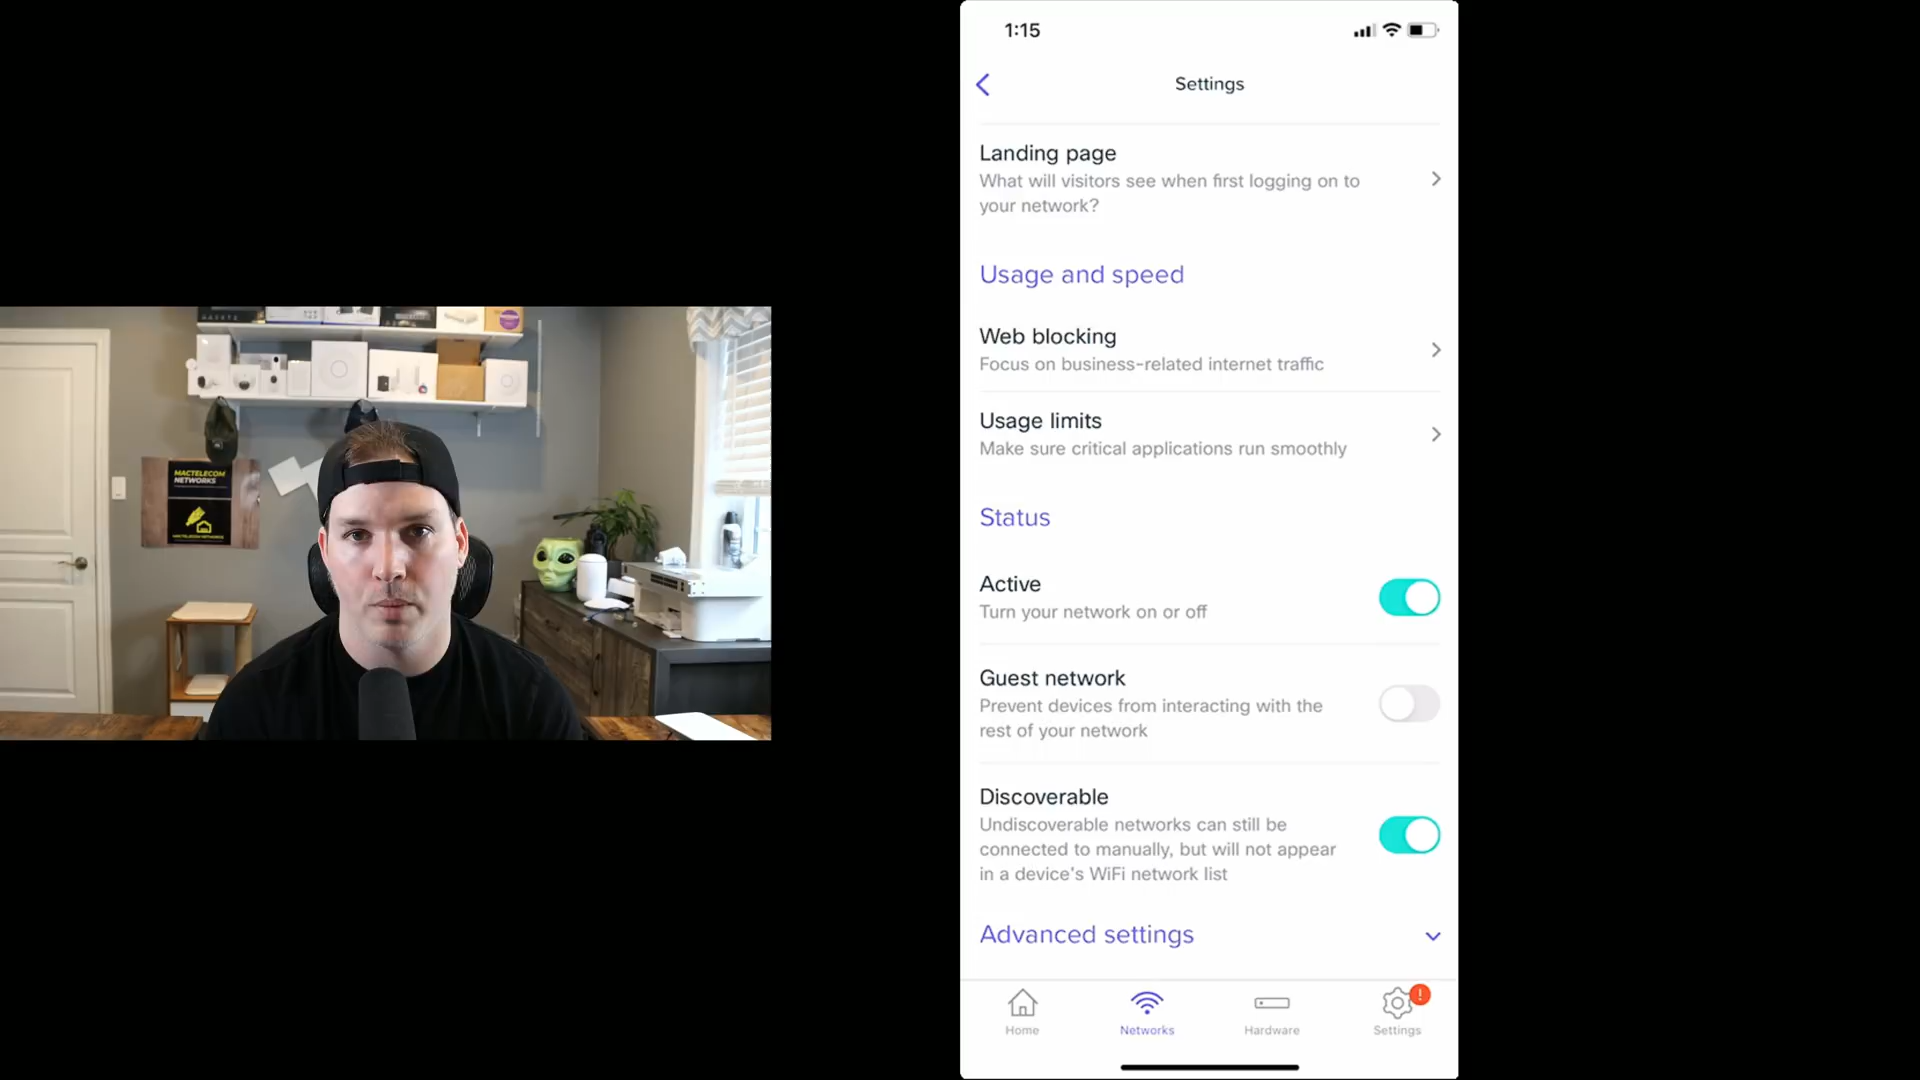 MACTELECOM
NETWORKS
MACTELECOM NETWORKS
1:15
Settings
Landing page
What will visitors see when first logging on to
your network?
Usage and speed
Web blocking
Focus on business-related internet traffic
Usage limits
Make sure critical applications run smoothly
Status
Active
Turn your network on or off
Guest network
Prevent devices from interacting with the
rest of your network
Discoverable
Undiscoverable networks can still be
connected to manually, but will not appear
in a device's WiFi network list
Advanced settings
!
Home Networks Hardware Settings